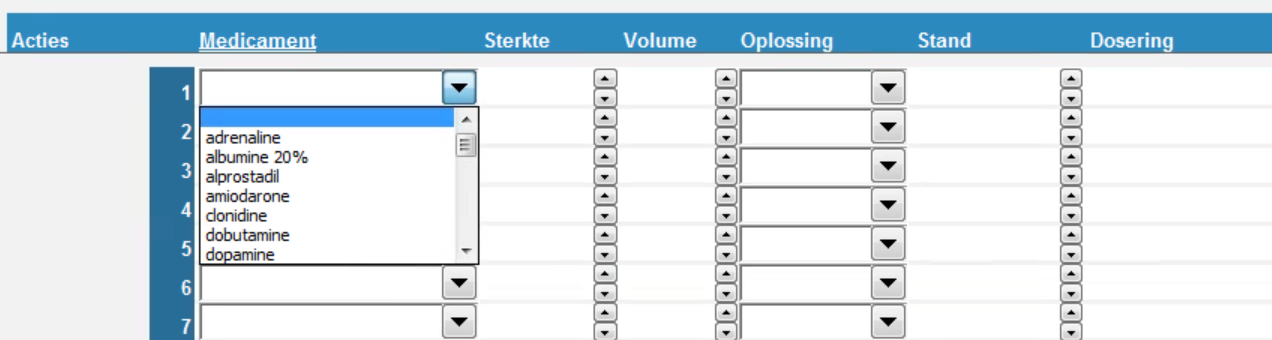 Acties Medicament Sterkte Volume Oplossing Stand Dosering
1
2
3
4
5
6
7
adrenaline
albumine 20%
alprostadil
amiodarone
clonidine
dobutamine
dopamine